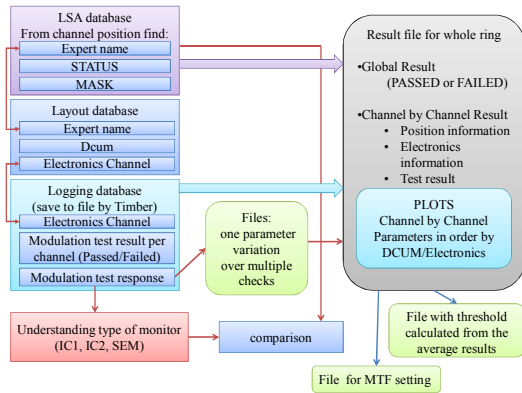 LSA database
From channel position find:
Expert name
STATUS
MASK
Layout database
Expert name
Dcum
Electronics Channel
Logging database
(save to file by Timber)
Electronics Channel
Modulation test result per
channel (Passed/Failed)
Modulation test response
Files:
one parameter
variation
over multiple
checks
Understanding type of monitor
(IC1, IC2, SEM)
comparison
Result file for whole ring
•Global Result
(PASSED or FAILED)
•Channel by Channel Result
• Position information
• Electronics
information
• Test result
PLOTS
Channel by Channel
Parameters in order by
DCUM/Electronics
File with threshold
calculated from the
average results
File for MTF setting